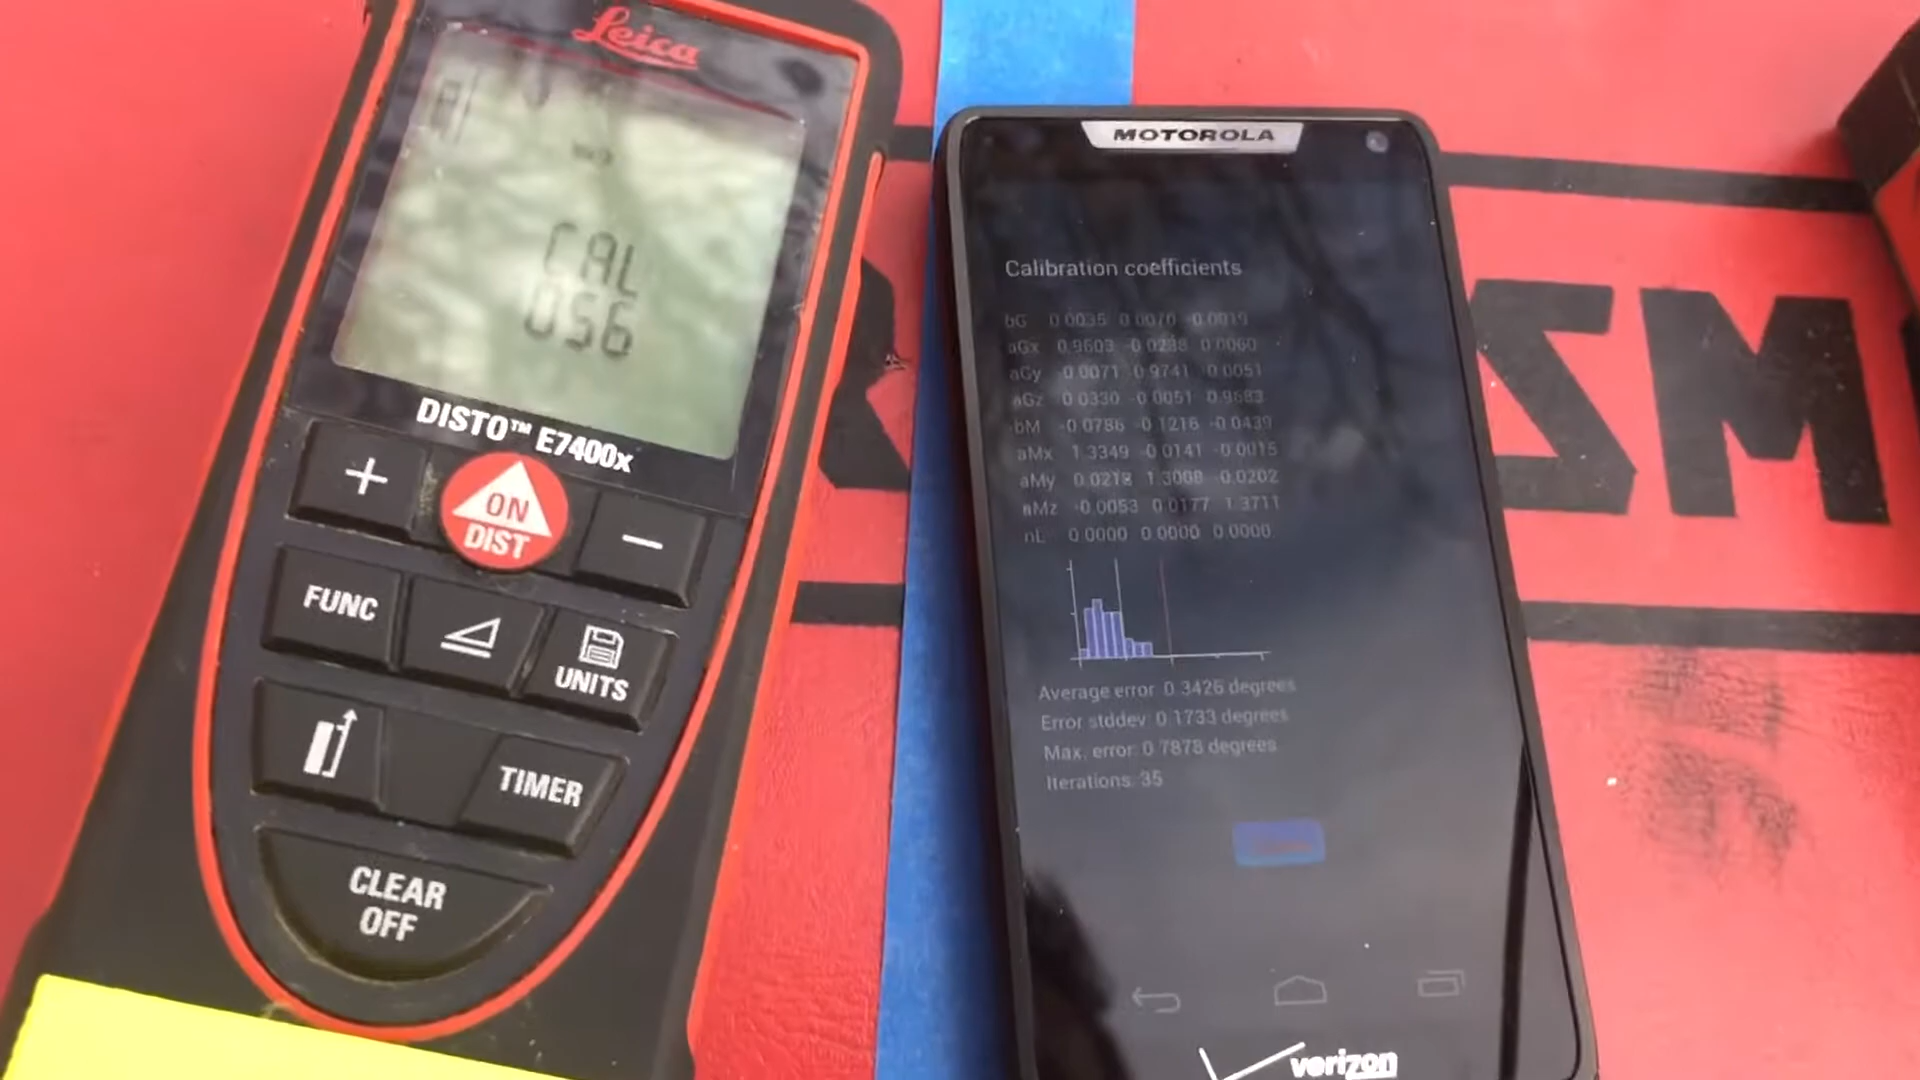 Leica
CAL
056
DISTO™ E7400x
+
ON
DIST
−
FUNC
UNITS
TIMER
CLEAR
OFF
MOTOROLA
Calibration coefficients
bG 0.0035 0.0070 -0.0019
aGx 0.9603 -0.0288 0.0060
aGy -0.0071 0.9741 -0.0051
aGz 0.0330 -0.0051 0.9683
bM -0.0786 -0.1216 -0.0439
aMx 1.3349 -0.0141 -0.0015
aMy 0.0218 1.3008 -0.0202
aMz -0.0053 0.0177 1.3711
nL 0.0000 0.0000 0.0000
Average error 0.3426 degrees
Error stddev 0.1733 degrees
Max. error: 0.7878 degrees
Iterations: 35
verizon
SM